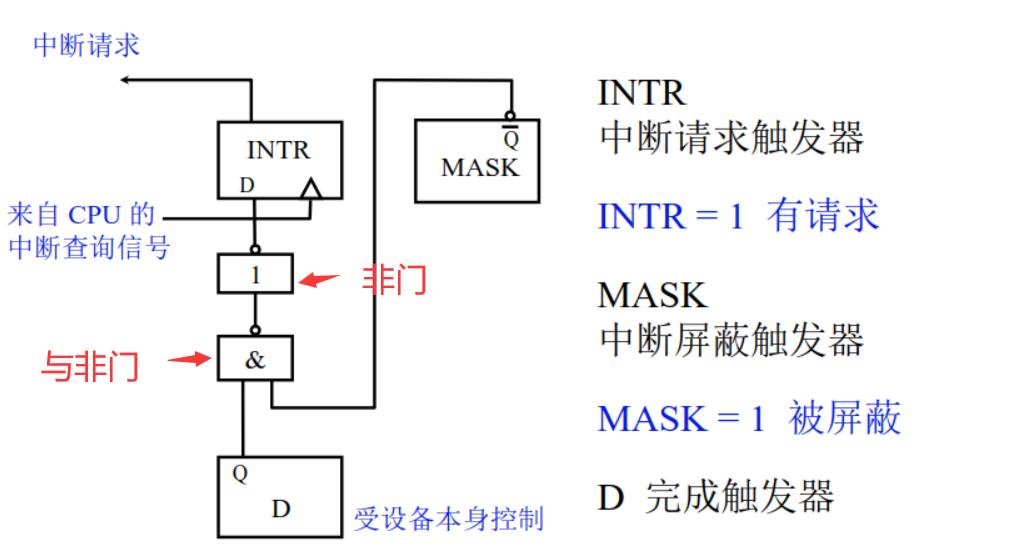 中断请求
INTR
D
来自 CPU 的
中断查询信号
1
非门
与非门
&
Q
D
受设备本身控制
Q̅
MASK
INTR
中断请求触发器
INTR = 1 有请求
MASK
中断屏蔽触发器
MASK = 1 被屏蔽
D 完成触发器